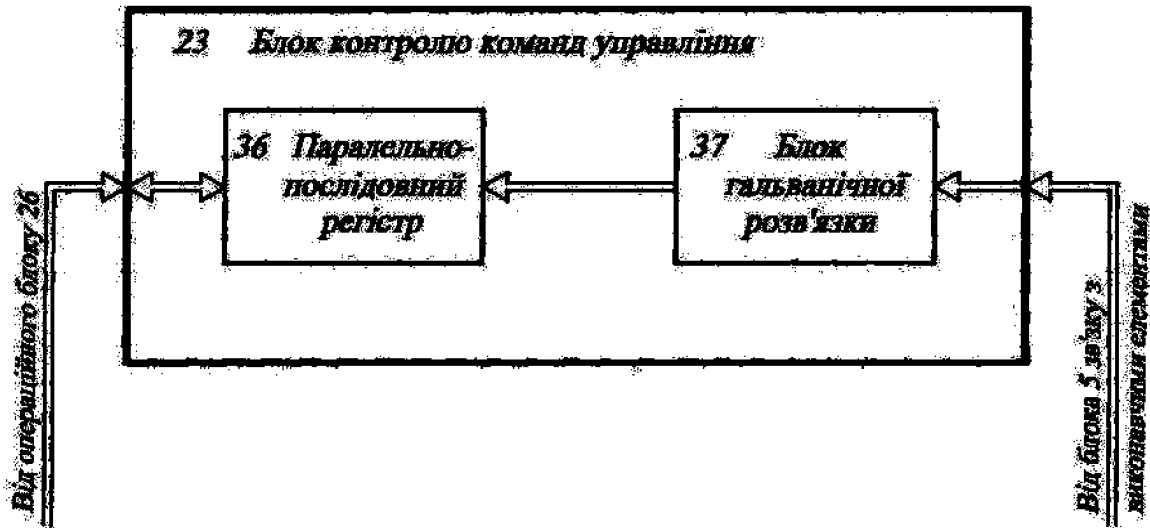 23 Блок контролю команд управління
36 Паралельно-
послідовний
регістр
37 Блок
гальванічної
розв'язки
Від операційного блоку 26
Від блока 5 зв'язку з
виконавчими елементами